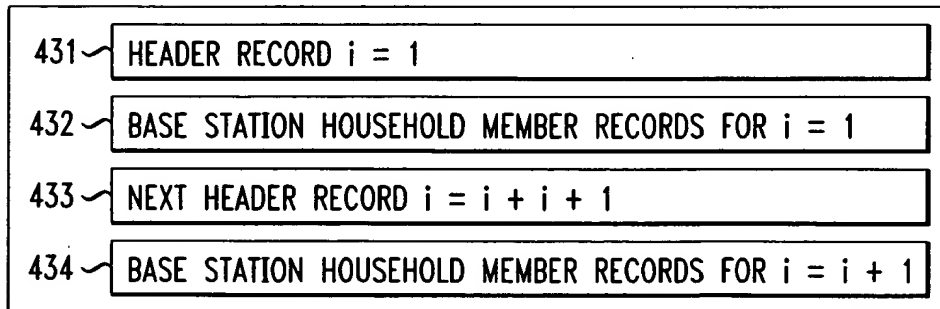 431 HEADER RECORD i = 1
432 BASE STATION HOUSEHOLD MEMBER RECORDS FOR i = 1
433 NEXT HEADER RECORD i = i + i + 1
434 BASE STATION HOUSEHOLD MEMBER RECORDS FOR i = i + 1